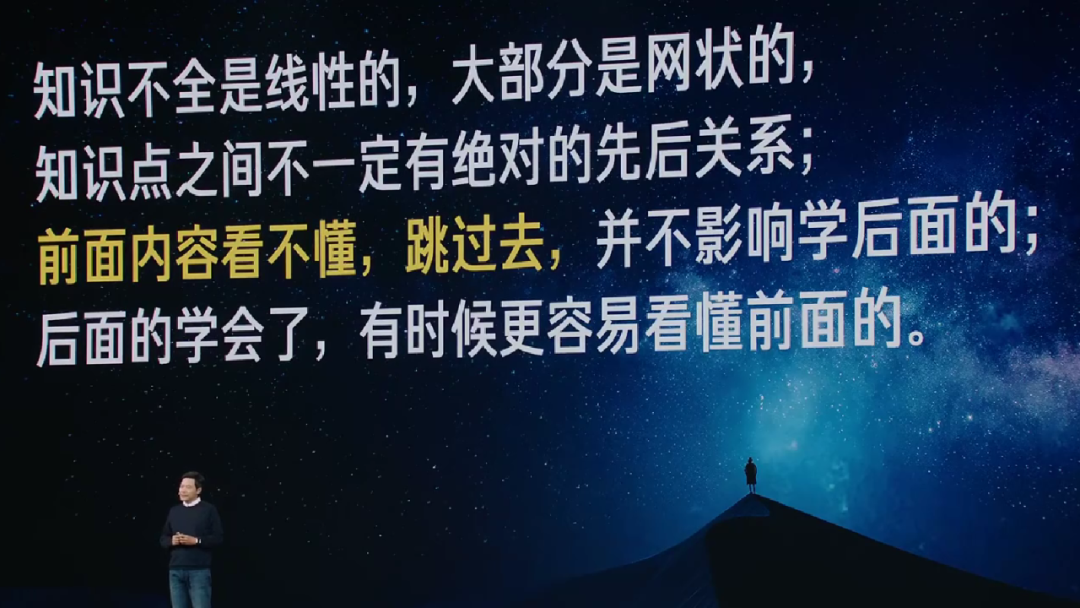 知识不全是线性的，大部分是网状的，
知识点之间不一定有绝对的先后关系；
前面内容看不懂，跳过去，并不影响学后面的；
后面的学会了，有时候更容易看懂前面的。